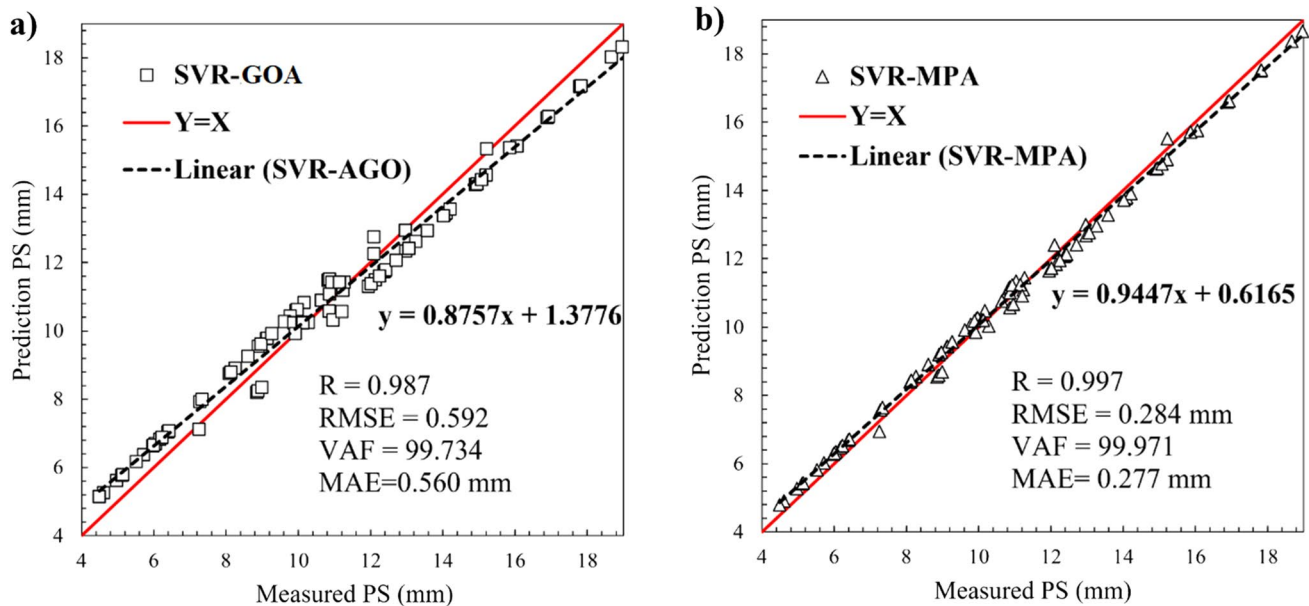 a)
SVR-GOA
Y=X
Linear (SVR-AGO)
y = 0.8757x + 1.3776
R = 0.987
RMSE = 0.592
VAF = 99.734
MAE=0.560 mm
Prediction PS (mm)
18
16
14
12
10
8
6
4
4 6 8 10 12 14 16 18
Measured PS (mm)
b)
SVR-MPA
Y=X
Linear (SVR-MPA)
y = 0.9447x + 0.6165
R = 0.997
RMSE = 0.284 mm
VAF = 99.971
MAE= 0.277 mm
Prediction PS (mm)
18
16
14
12
10
8
6
4
4 6 8 10 12 14 16 18
Measured PS (mm)